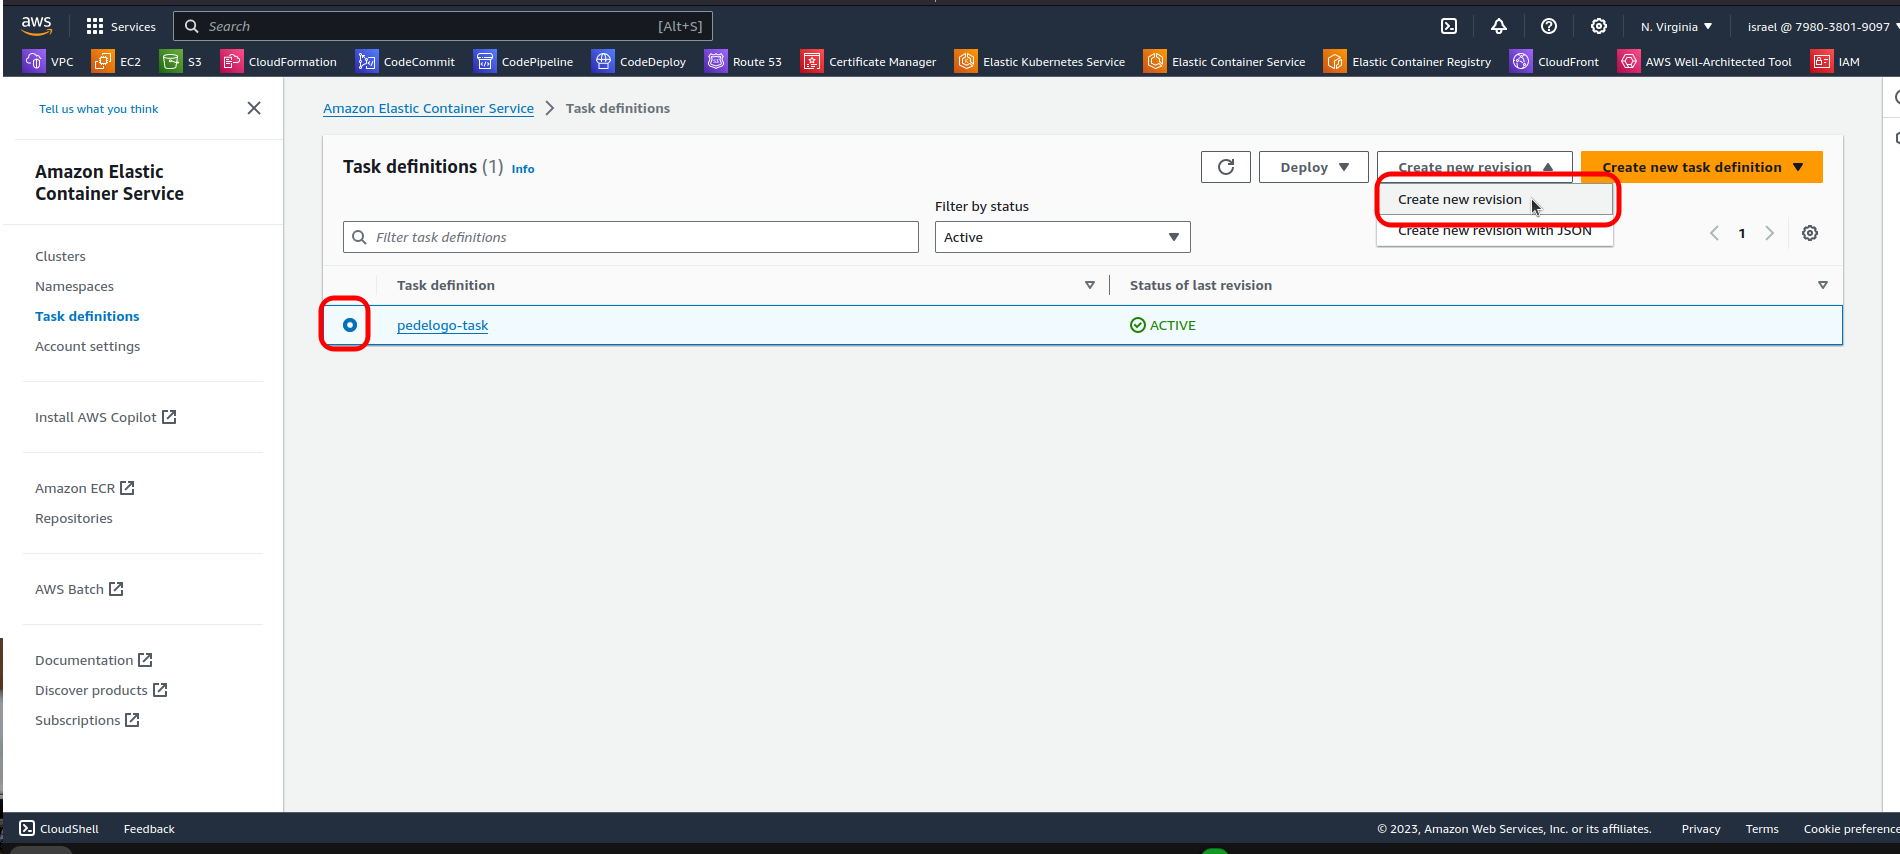 aws
Services
Search
[Alt+S]
N. Virginia
israel @ 7980-3801-9097
VPC
EC2
S3
CloudFormation
CodeCommit
CodePipeline
CodeDeploy
Route 53
Certificate Manager
Elastic Kubernetes Service
Elastic Container Service
Elastic Container Registry
CloudFront
AWS Well-Architected Tool
IAM
Tell us what you think
Amazon Elastic
Container Service
Clusters
Namespaces
Task definitions
Account settings
Install AWS Copilot
Amazon ECR
Repositories
AWS Batch
Documentation
Discover products
Subscriptions
Amazon Elastic Container Service
Task definitions
Task definitions (1) Info
Deploy
Create new revision
Create new task definition
Create new revision
Create new revision with JSON
Filter by status
Filter task definitions
Active
1
Task definition
Status of last revision
pedelogo-task
ACTIVE
CloudShell
Feedback
© 2023, Amazon Web Services, Inc. or its affiliates.
Privacy
Terms
Cookie preference